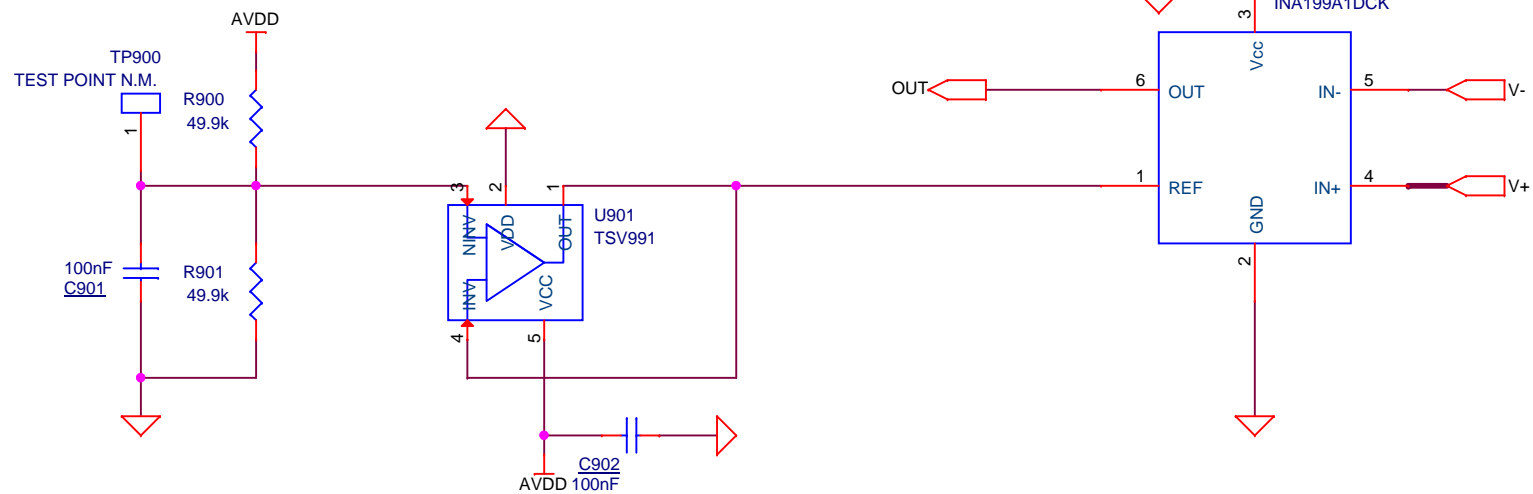 AVDD
TP900
TEST POINT N.M.
1
R900
49.9k
100nF
C901
R901
49.9k
3
2
1
NINV
VDD
OUT
INV
VCC
4
5
U901
TSV991
C902
100nF
AVDD
INA199A1DCK
3
Vcc
OUT
6
OUT
IN-
5
V-
1
REF
IN+
4
V+
GND
2